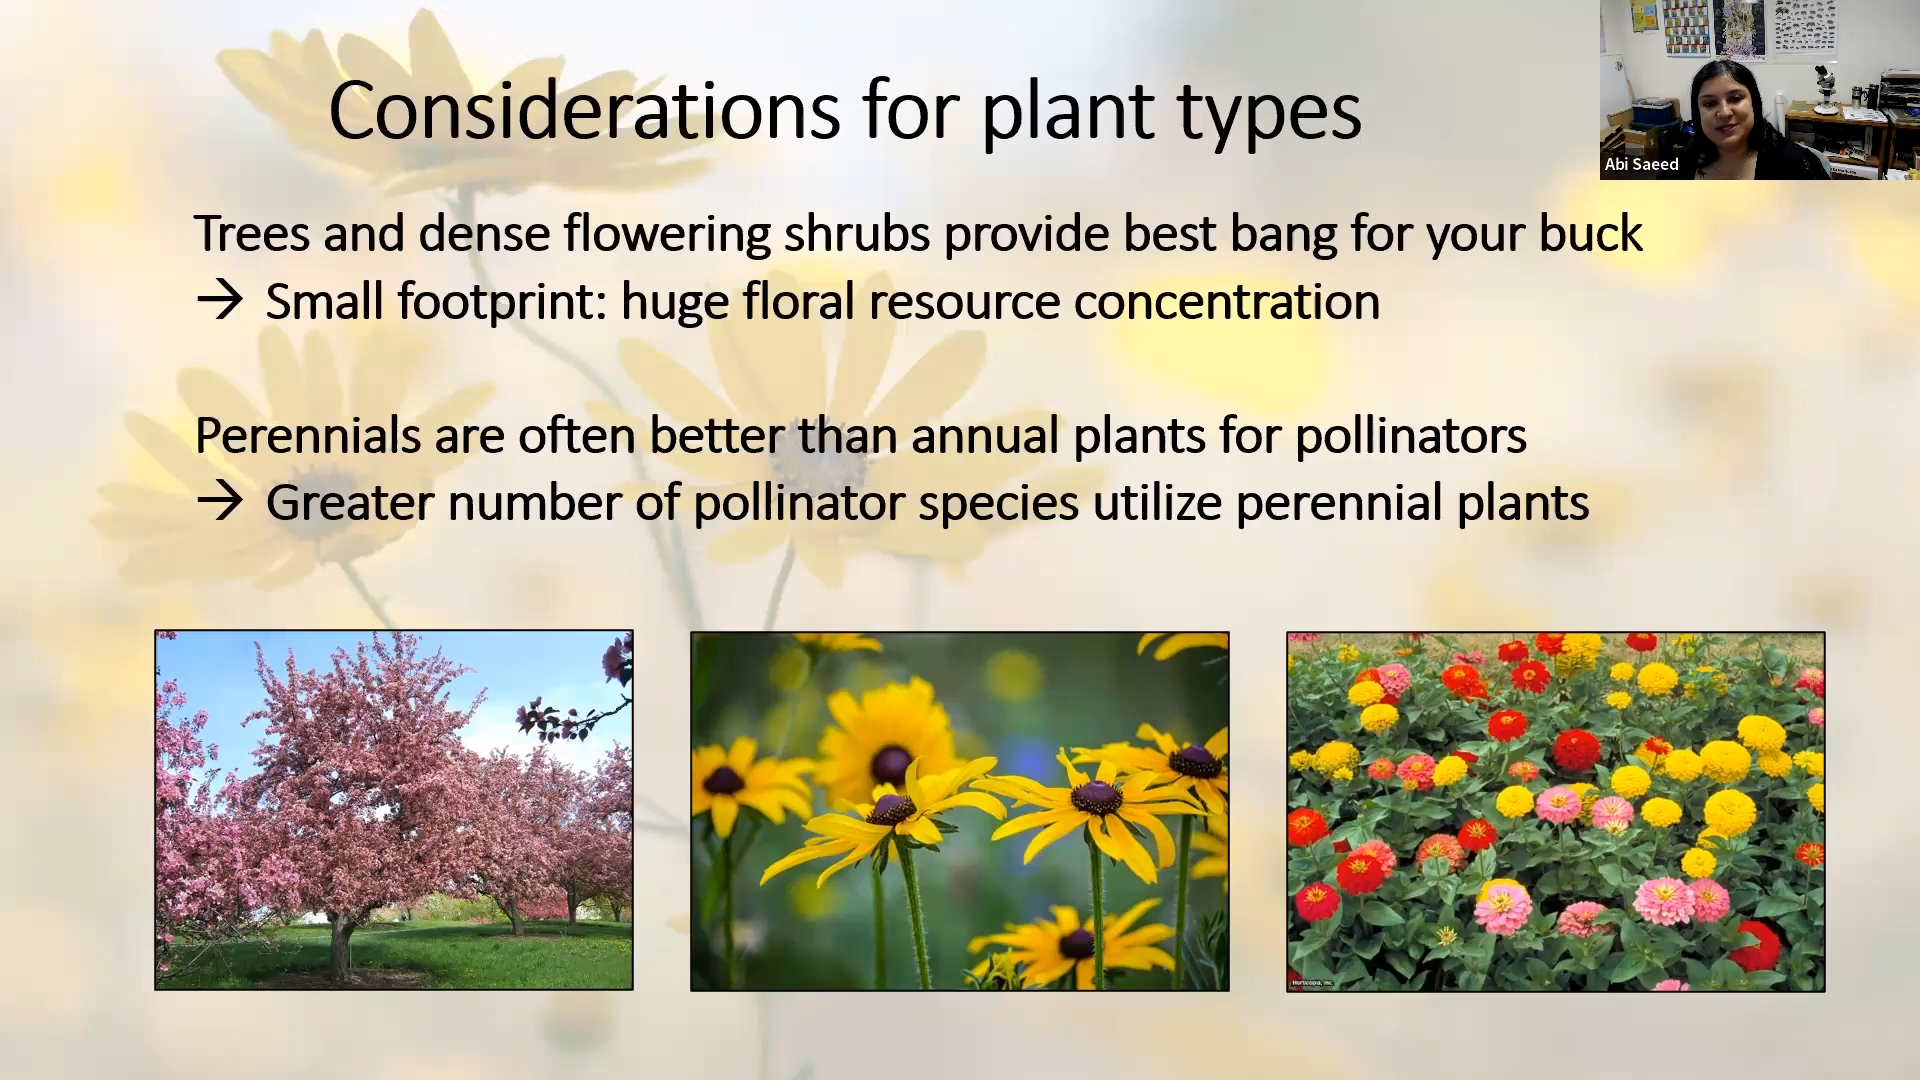 Considerations for plant types
Abi Saeed
Trees and dense flowering shrubs provide best bang for your buck
→ Small footprint: huge floral resource concentration
Perennials are often better than annual plants for pollinators
→ Greater number of pollinator species utilize perennial plants
Horticopia, Inc.